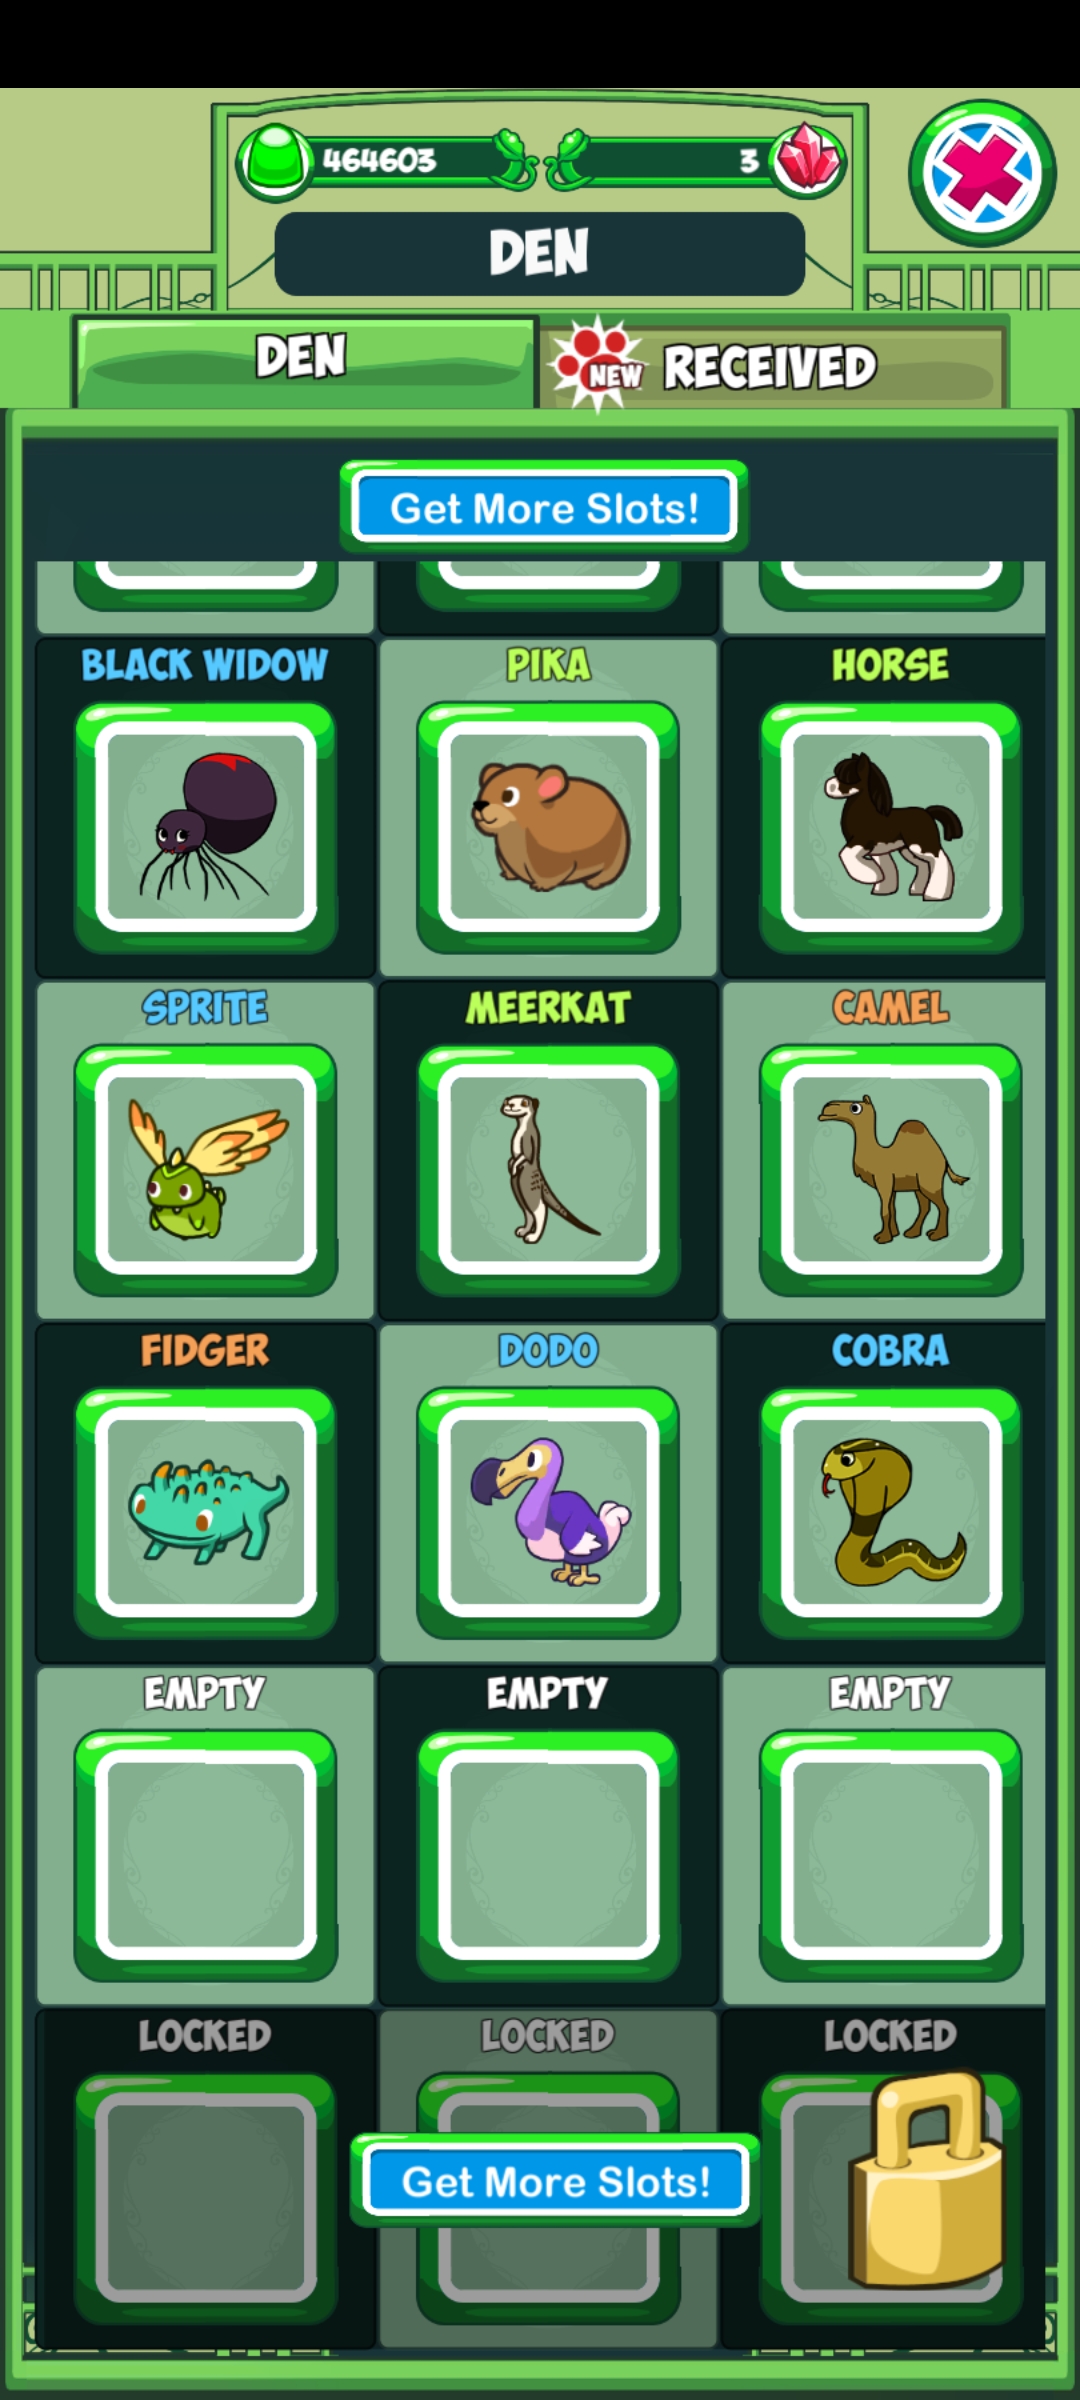 464603
3
DEN
DEN
NEW RECEIVED
Get More Slots!
BLACK WIDOW
PIKA
HORSE
SPRITE
MEERKAT
CAMEL
FIDGER
DODO
COBRA
EMPTY
EMPTY
EMPTY
LOCKED
LOCKED
LOCKED
Get More Slots!